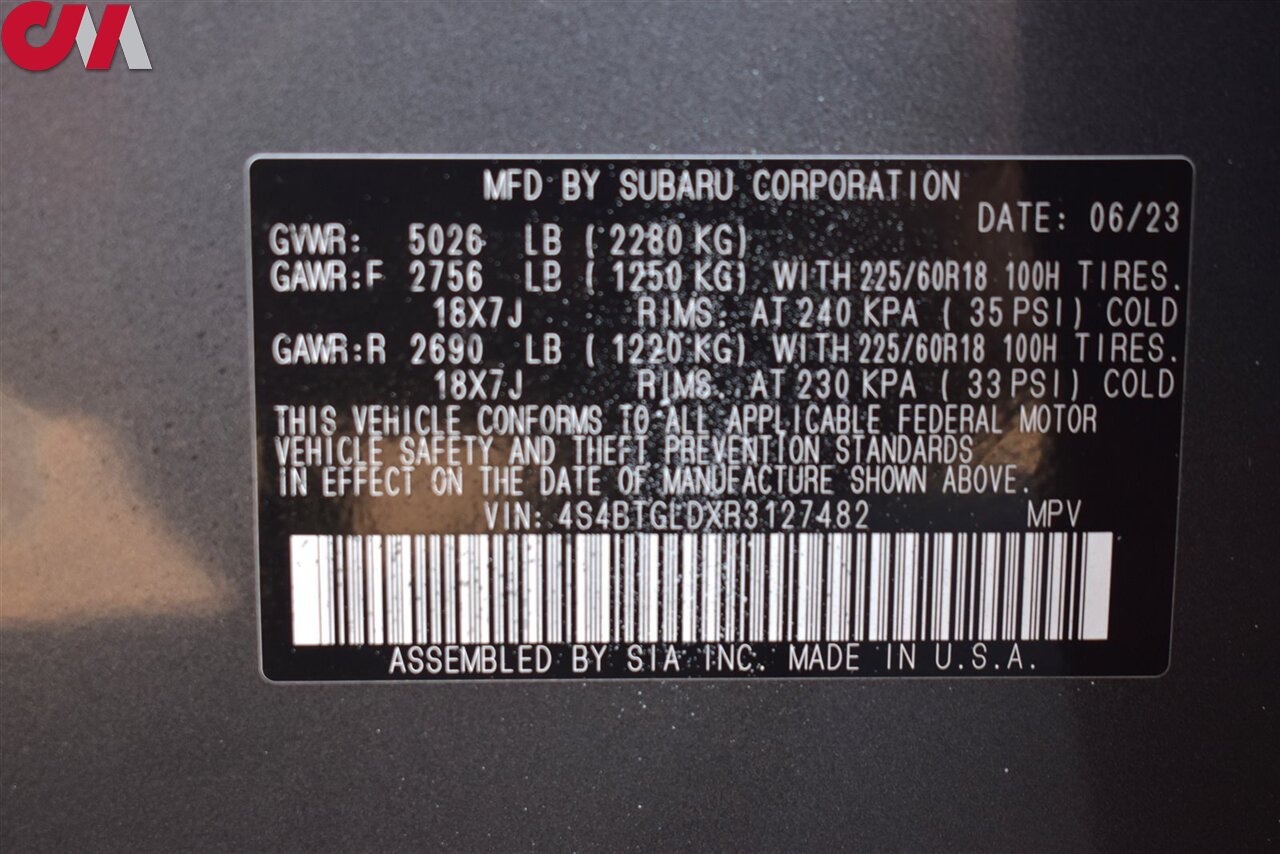 CM
MFD BY SUBARU CORPORATION
DATE: 06/23
GVWR: 5026 LB (2280 KG)
GAWR:F 2756 LB (1250 KG) WITH 225/60R18 100H TIRES.
18X7J RIMS. AT 240 KPA (35 PSI) COLD
GAWR:R 2690 LB (1220 KG) WITH 225/60R18 100H TIRES.
18X7J RIMS. AT 230 KPA (33 PSI) COLD
THIS VEHICLE CONFORMS TO ALL APPLICABLE FEDERAL MOTOR
VEHICLE SAFETY AND THEFT PREVENTION STANDARDS
IN EFFECT ON THE DATE OF MANUFACTURE SHOWN ABOVE.
VIN: 4S4BTGLDXR3127482 MPV
ASSEMBLED BY SIA INC. MADE IN U.S.A.